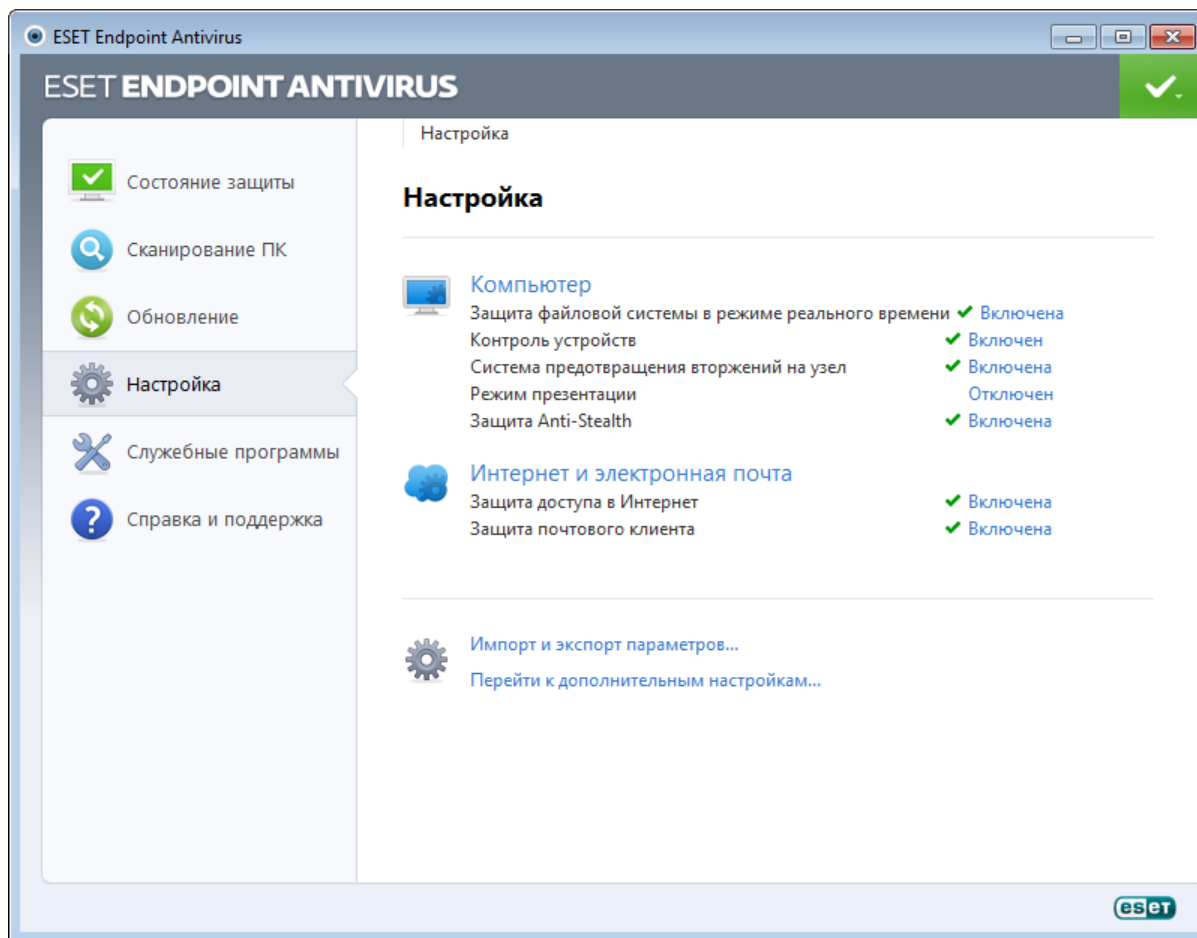 ESET Endpoint Antivirus
ESET ENDPOINT ANTIVIRUS
Состояние защиты
Сканирование ПК
Обновление
Настройка
Служебные программы
Справка и поддержка
Настройка
Настройка
Компьютер
Защита файловой системы в режиме реального времени Включена
Контроль устройств Включен
Система предотвращения вторжений на узел Включена
Режим презентации Отключен
Защита Anti-Stealth Включена
Интернет и электронная почта
Защита доступа в Интернет Включена
Защита почтового клиента Включена
Импорт и экспорт параметров...
Перейти к дополнительным настройкам...
eset